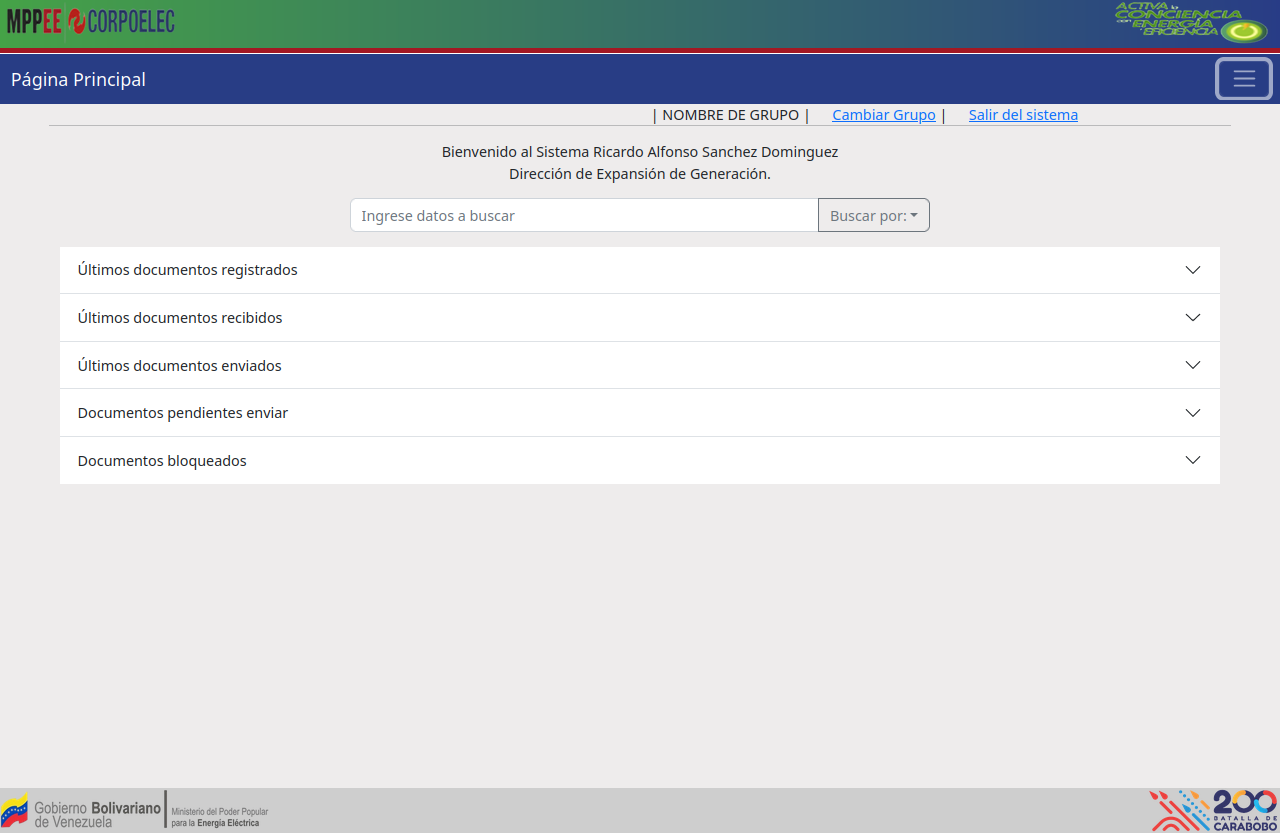 MPPEE CORPOELEC
ACTIVA tu
CONCIENCIA
con ENERGÍA
EFICIENCIA
Página Principal
| NOMBRE DE GRUPO | Cambiar Grupo | Salir del sistema
Bienvenido al Sistema Ricardo Alfonso Sanchez Dominguez
Dirección de Expansión de Generación.
Ingrese datos a buscar Buscar por:
Últimos documentos registrados
Últimos documentos recibidos
Últimos documentos enviados
Documentos pendientes enviar
Documentos bloqueados
Gobierno Bolivariano
de Venezuela
Ministerio del Poder Popular
para la Energía Eléctrica
200
BATALLA DE
CARABOBO